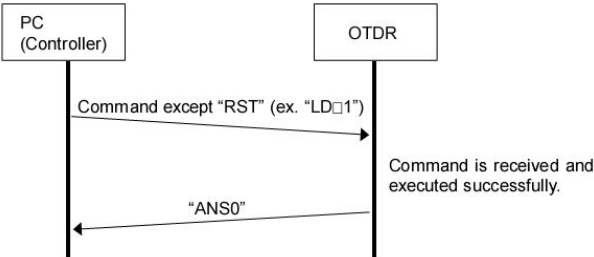 PC
(Controller)
OTDR
Command except “RST” (ex. “LD□1”)
Command is received and
executed successfully.
“ANS0”